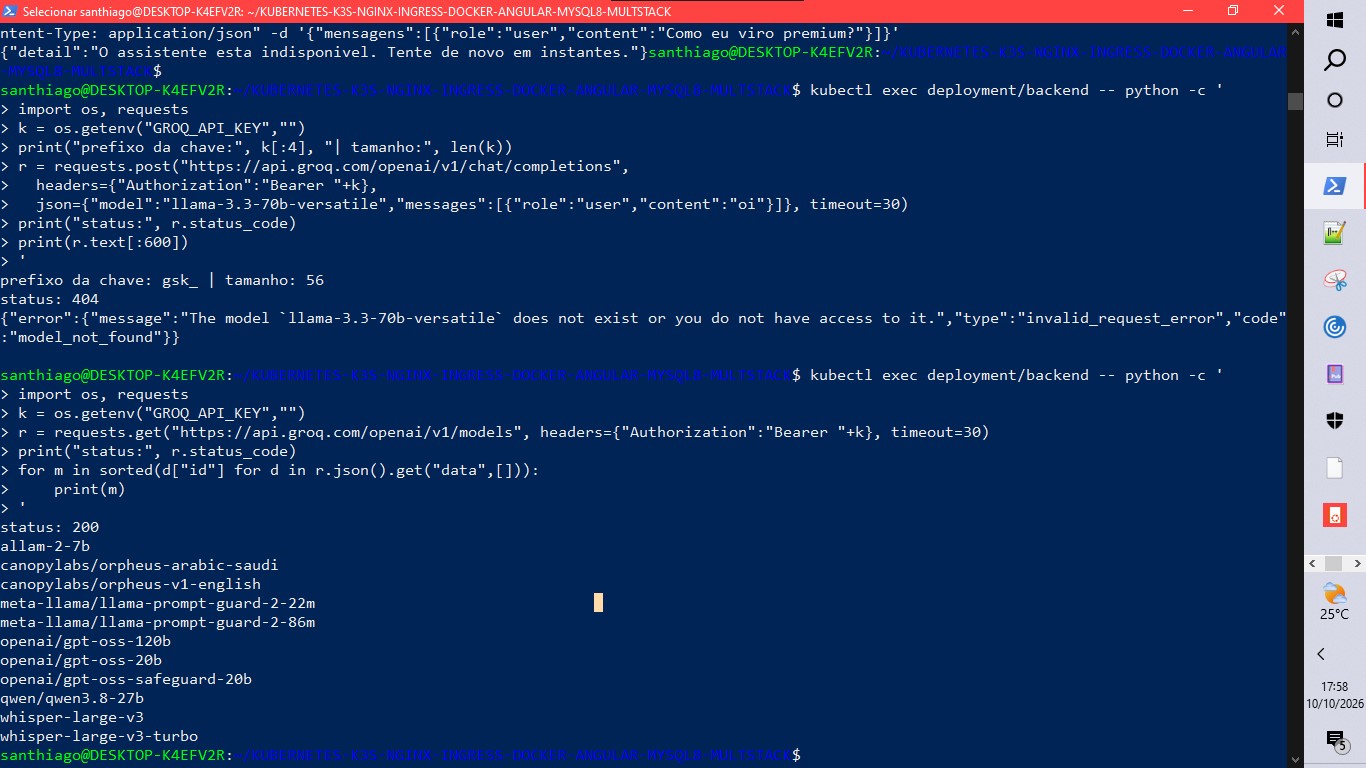 Selecionar santhiago@DESKTOP-K4EFV2R: ~/KUBERNETES-K3S-NGINX-INGRESS-DOCKER-ANGULAR-MYSQL8-MULTSTACK
ntent-Type: application/json" -d '{"mensagens":[{"role":"user","content":"Como eu viro premium?"}]}'
{"detail":"O assistente esta indisponivel. Tente de novo em instantes."}santhiago@DESKTOP-K4EFV2R:~/KUBERNETES-K3S-NGINX-INGRESS-DOCKER-ANGULAR
-MYSQL8-MULTSTACK$
santhiago@DESKTOP-K4EFV2R:~/KUBERNETES-K3S-NGINX-INGRESS-DOCKER-ANGULAR-MYSQL8-MULTSTACK$ kubectl exec deployment/backend -- python -c '
> import os, requests
> k = os.getenv("GROQ_API_KEY","")
> print("prefixo da chave:", k[:4], "| tamanho:", len(k))
> r = requests.post("https://api.groq.com/openai/v1/chat/completions",
>   headers={"Authorization":"Bearer "+k},
>   json={"model":"llama-3.3-70b-versatile","messages":[{"role":"user","content":"oi"}]}, timeout=30)
> print("status:", r.status_code)
> print(r.text[:600])
> '
prefixo da chave: gsk_ | tamanho: 56
status: 404
{"error":{"message":"The model `llama-3.3-70b-versatile` does not exist or you do not have access to it.","type":"invalid_request_error","code"
:"model_not_found"}}
santhiago@DESKTOP-K4EFV2R:~/KUBERNETES-K3S-NGINX-INGRESS-DOCKER-ANGULAR-MYSQL8-MULTSTACK$ kubectl exec deployment/backend -- python -c '
> import os, requests
> k = os.getenv("GROQ_API_KEY","")
> r = requests.get("https://api.groq.com/openai/v1/models", headers={"Authorization":"Bearer "+k}, timeout=30)
> print("status:", r.status_code)
> for m in sorted(d["id"] for d in r.json().get("data",[])):
>     print(m)
> '
status: 200
allam-2-7b
canopylabs/orpheus-arabic-saudi
canopylabs/orpheus-v1-english
meta-llama/llama-prompt-guard-2-22m
meta-llama/llama-prompt-guard-2-86m
openai/gpt-oss-120b
openai/gpt-oss-20b
openai/gpt-oss-safeguard-20b
qwen/qwen3.8-27b
whisper-large-v3
whisper-large-v3-turbo
santhiago@DESKTOP-K4EFV2R:~/KUBERNETES-K3S-NGINX-INGRESS-DOCKER-ANGULAR-MYSQL8-MULTSTACK$
25°C
17:58
10/10/2026
5